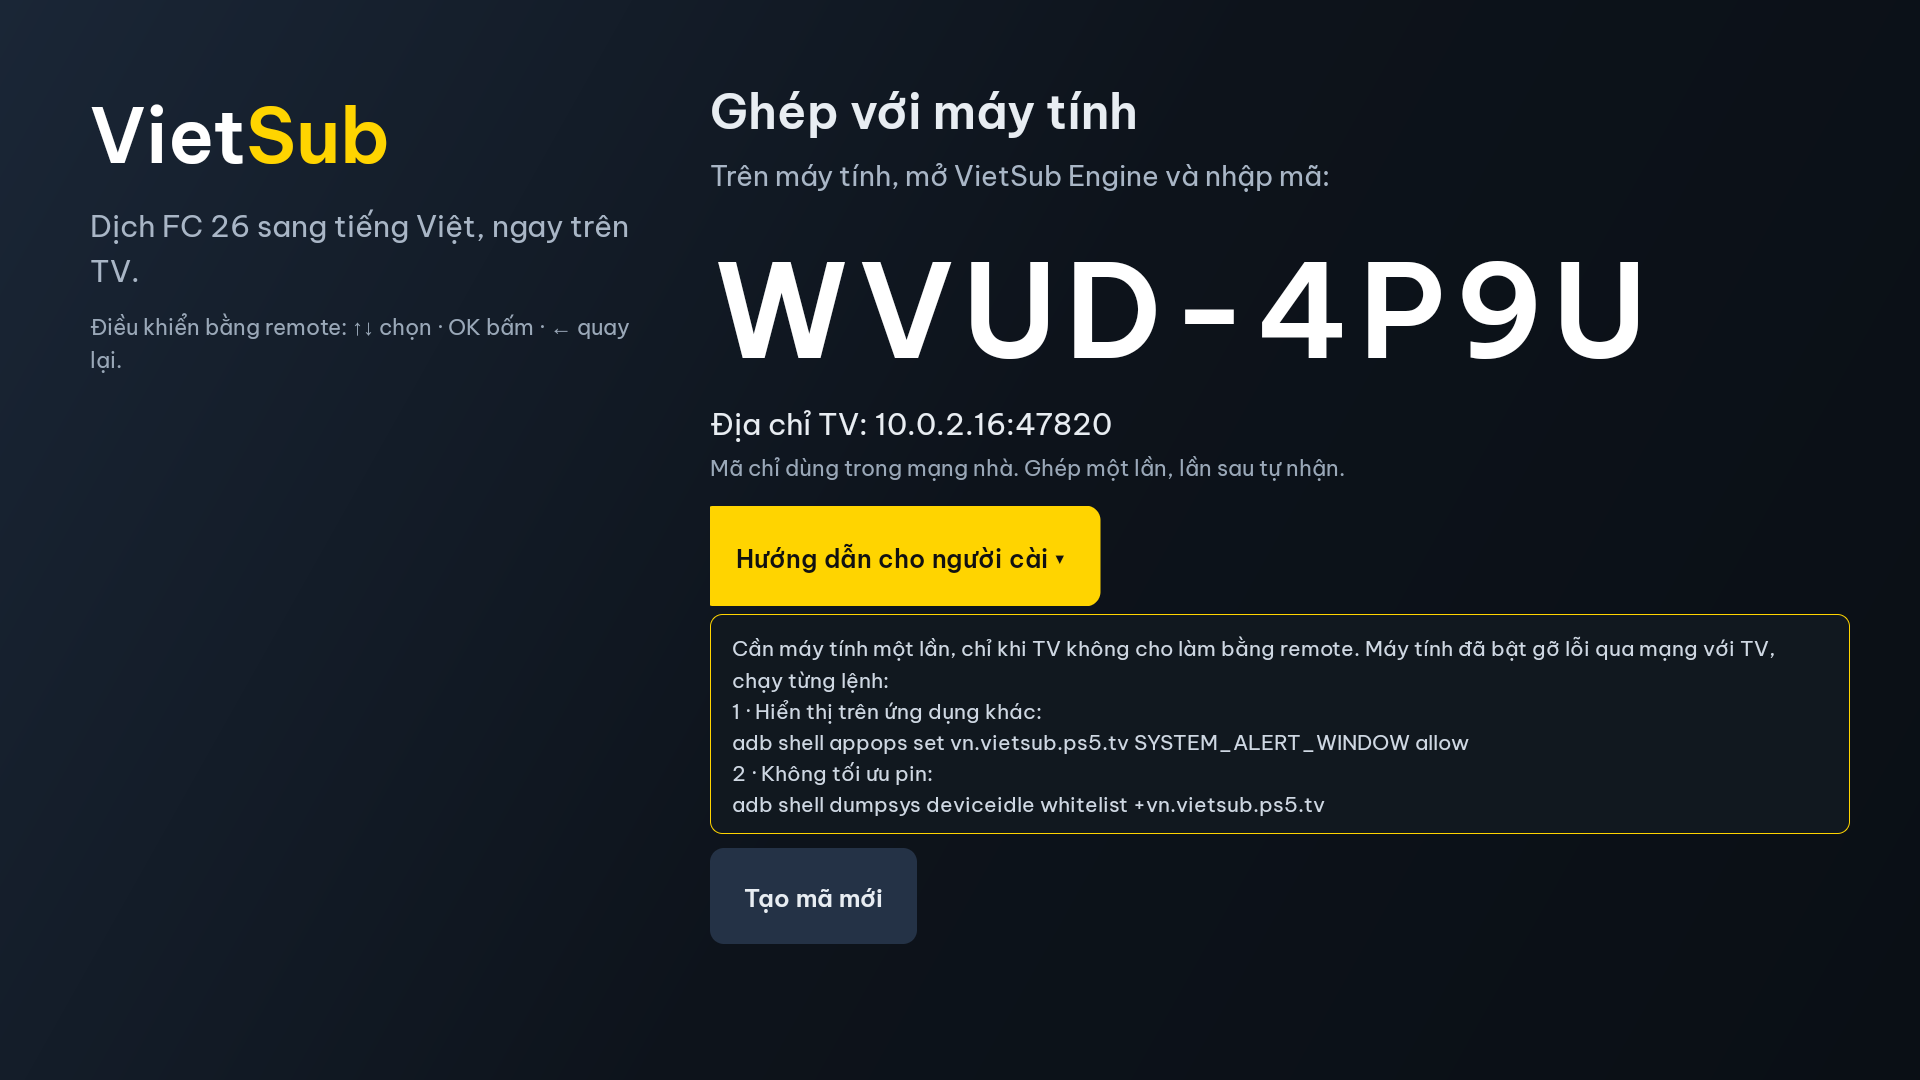 VietSub
Dịch FC 26 sang tiếng Việt, ngay trên
TV.
Điều khiển bằng remote: ↑↓ chọn · OK bấm · ← quay
lại.
Ghép với máy tính
Trên máy tính, mở VietSub Engine và nhập mã:
WVUD-4P9U
Địa chỉ TV: 10.0.2.16:47820
Mã chỉ dùng trong mạng nhà. Ghép một lần, lần sau tự nhận.
Hướng dẫn cho người cài ▾
Cần máy tính một lần, chỉ khi TV không cho làm bằng remote. Máy tính đã bật gỡ lỗi qua mạng với TV,
chạy từng lệnh:
1 · Hiển thị trên ứng dụng khác:
adb shell appops set vn.vietsub.ps5.tv SYSTEM_ALERT_WINDOW allow
2 · Không tối ưu pin:
adb shell dumpsys deviceidle whitelist +vn.vietsub.ps5.tv
Tạo mã mới